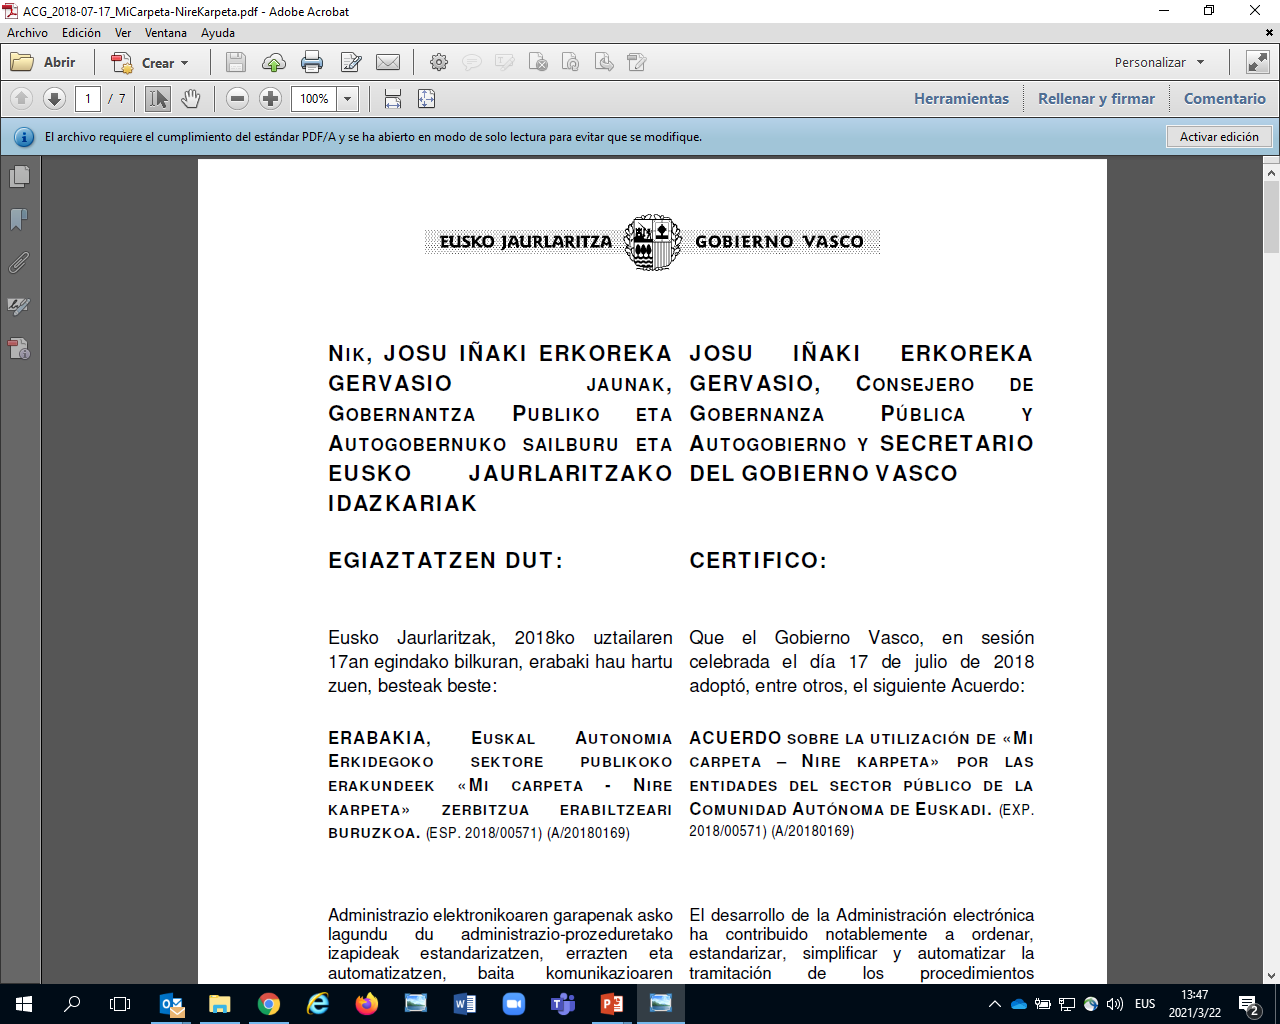 ACG_2018-07-17_MiCarpeta-NireKarpeta.pdf - Adobe Acrobat
Archivo Edición Ver Ventana Ayuda
Abrir Crear Personalizar
1 / 7 100% Herramientas Rellenar y firmar Comentario
El archivo requiere el cumplimiento del estándar PDF/A y se ha abierto en modo de solo lectura para evitar que se modifique. Activar edición
EUSKO JAURLARITZA GOBIERNO VASCO
NIK, JOSU IÑAKI ERKOREKA
GERVASIO JAUNAK,
GOBERNANTZA PUBLIKO ETA
AUTOGOBERNUKO SAILBURU ETA
EUSKO JAURLARITZAKO
IDAZKARIAK
EGIAZTATZEN DUT:
Eusko Jaurlaritzak, 2018ko uztailaren
17an egindako bilkuran, erabaki hau hartu
zuen, besteak beste:
ERABAKIA, EUSKAL AUTONOMIA
ERKIDEGOKO SEKTORE PUBLIKOKO
ERAKUNDEEK «MI CARPETA - NIRE
KARPETA» ZERBITZUA ERABILTZEARI
BURUZKOA. (ESP. 2018/00571) (A/20180169)
Administrazio elektronikoaren garapenak asko
lagundu du administrazio-prozeduretako
izapideak estandarizatzen, errazten eta
automatizatzen, baita komunikazioaren
JOSU IÑAKI ERKOREKA
GERVASIO, CONSEJERO DE
GOBERNANZA PÚBLICA Y
AUTOGOBIERNO Y SECRETARIO
DEL GOBIERNO VASCO
CERTIFICO:
Que el Gobierno Vasco, en sesión
celebrada el día 17 de julio de 2018
adoptó, entre otros, el siguiente Acuerdo:
ACUERDO SOBRE LA UTILIZACIÓN DE «MI
CARPETA – NIRE KARPETA» POR LAS
ENTIDADES DEL SECTOR PÚBLICO DE LA
COMUNIDAD AUTÓNOMA DE EUSKADI. (EXP.
2018/00571) (A/20180169)
El desarrollo de la Administración electrónica
ha contribuido notablemente a ordenar,
estandarizar, simplificar y automatizar la
tramitación de los procedimientos
EUS
13:47
2021/3/22
2